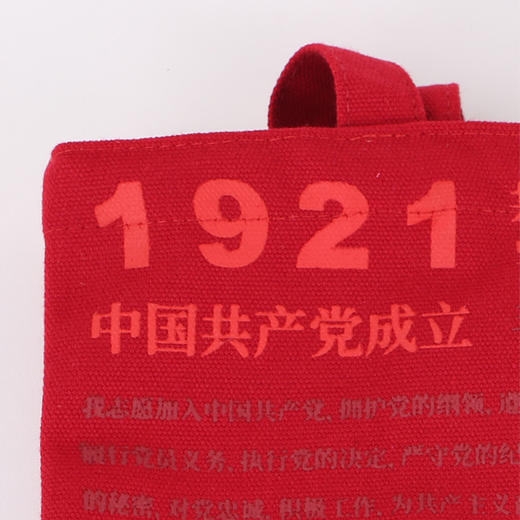 1921
中国共产党成立
我志愿加入中国共产党,拥护党的纲领,遵
履行党员义务,执行党的决定,严守党的纪
的秘密,对党忠诚,积极工作,为共产主义